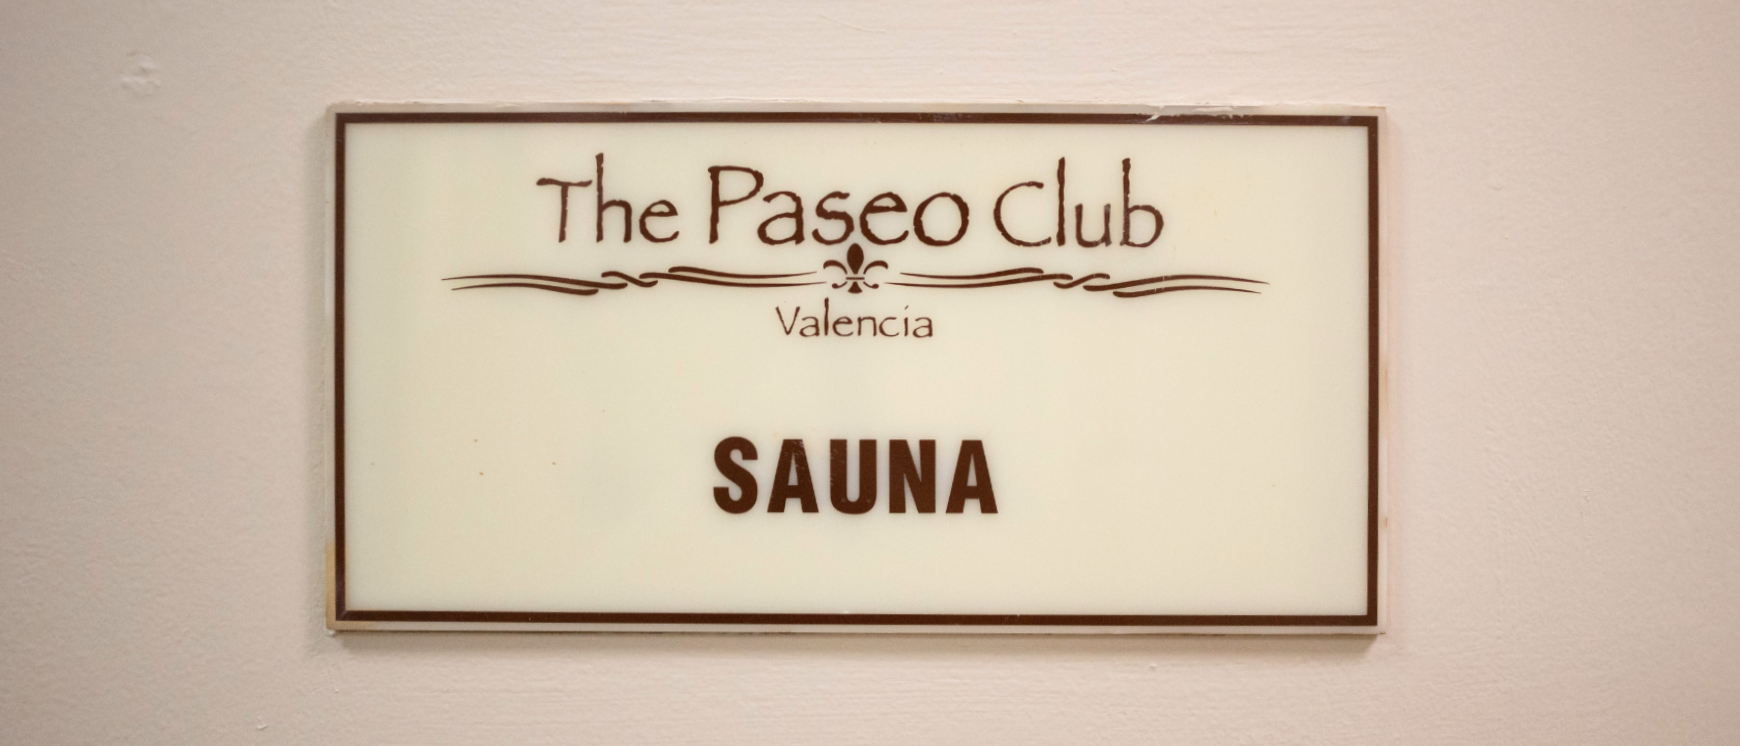 The Paseo Club
Valencia
SAUNA